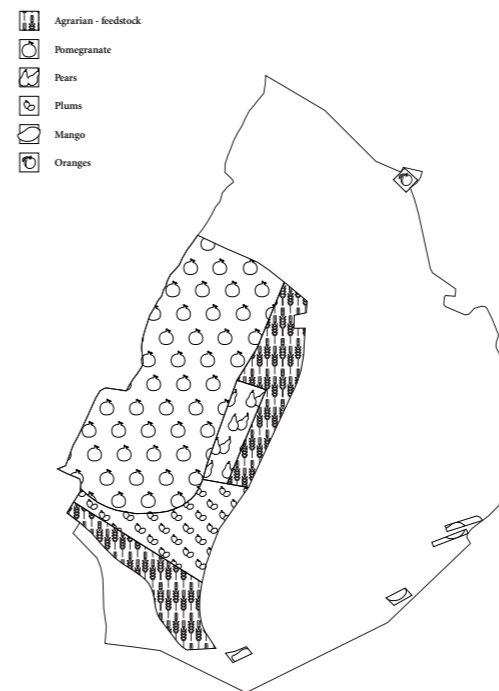 Agrarian - feedstock
Pomegranate
Pears
Plums
Mango
Oranges